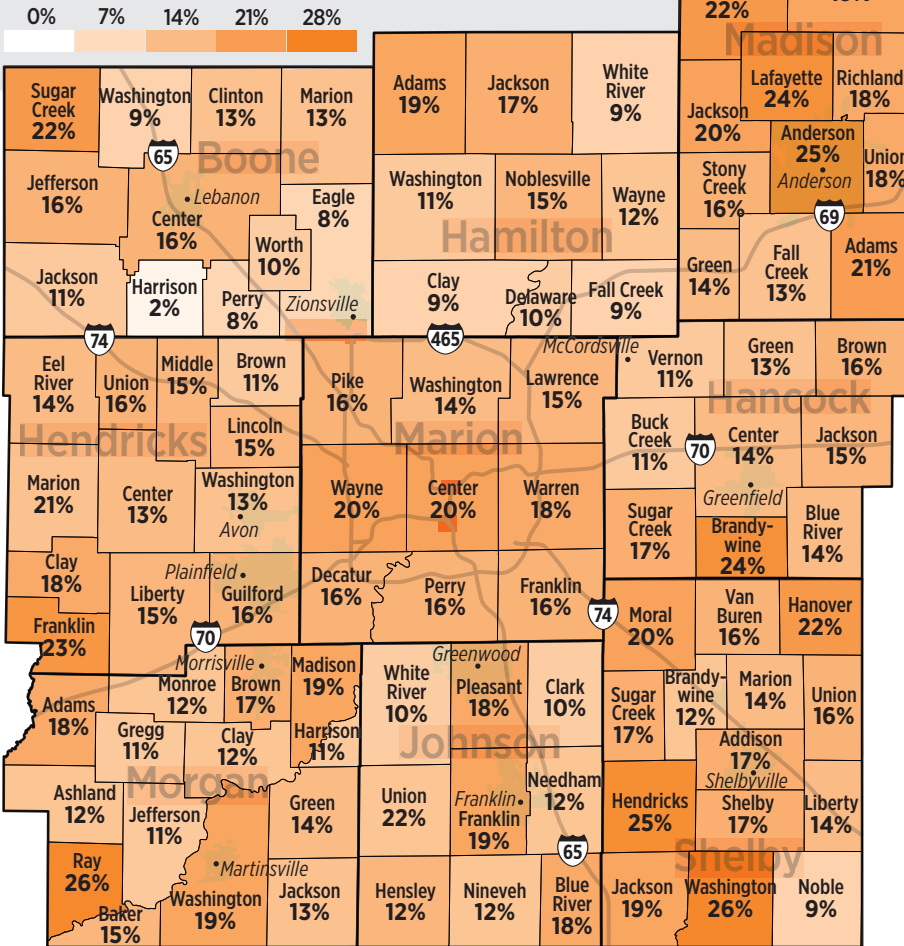 0% 7% 14% 21% 28%
22%
Madison
Lafayette
24%
Richland
18%
Jackson
20%
Anderson
25%
Anderson
Union
18%
Stony
Creek
16%
69
Green
14%
Fall
Creek
13%
Adams
21%
Sugar
Creek
22%
Washington
9%
Clinton
13%
Marion
13%
65
Boone
Jefferson
16%
Lebanon
Center
16%
Eagle
8%
Worth
10%
Jackson
11%
Harrison
2%
Perry
8%
Zionsville
74
Adams
19%
Jackson
17%
White
River
9%
Washington
11%
Noblesville
15%
Wayne
12%
Hamilton
Clay
9%
Delaware
10%
Fall Creek
9%
465
McCordsville
Eel
River
14%
Union
16%
Middle
15%
Brown
11%
Lincoln
15%
Hendricks
Marion
21%
Center
13%
Washington
13%
Avon
Clay
18%
Plainfield
Liberty
15%
Guilford
16%
Franklin
23%
70
Pike
16%
Washington
14%
Lawrence
15%
Marion
Wayne
20%
Center
20%
Warren
18%
Decatur
16%
Perry
16%
Franklin
16%
74
Vernon
11%
Green
13%
Brown
16%
Hancock
Buck
Creek
11%
70
Center
14%
Jackson
15%
Greenfield
Sugar
Creek
17%
Brandy-
wine
24%
Blue
River
14%
Morrisville
Madison
19%
Monroe
12%
Brown
17%
Adams
18%
Gregg
11%
Clay
12%
Harrison
11%
Morgan
Ashland
12%
Jefferson
11%
Green
14%
Ray
26%
Martinsville
Baker
15%
Washington
19%
Jackson
13%
Greenwood
White
River
10%
Pleasant
18%
Clark
10%
Johnson
Union
22%
Franklin
Franklin
19%
Needham
12%
65
Hensley
12%
Nineveh
12%
Blue
River
18%
Moral
20%
Van
Buren
16%
Hanover
22%
Sugar
Creek
17%
Brandy-
wine
12%
Marion
14%
Union
16%
Addison
17%
Shelbyville
Hendricks
25%
Shelby
17%
Liberty
14%
Shelby
Jackson
19%
Washington
26%
Noble
9%